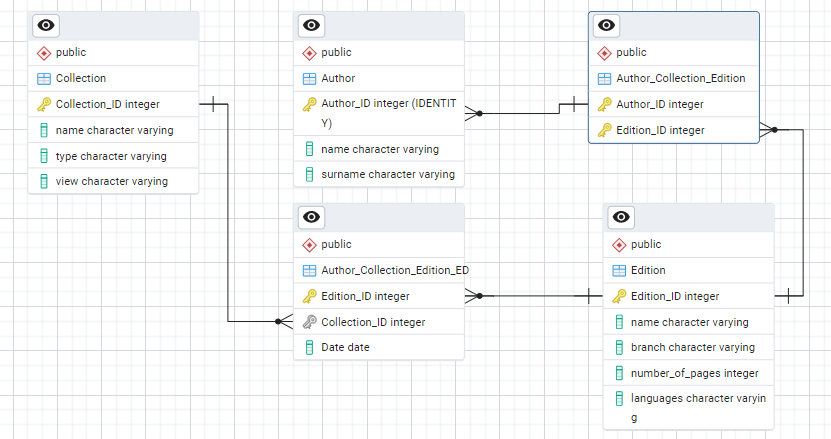 public
Collection
Collection_ID integer
name character varying
type character varying
view character varying
public
Author
Author_ID integer (IDENTIT
Y)
name character varying
surname character varying
public
Author_Collection_Edition
Author_ID integer
Edition_ID integer
public
Author_Collection_Edition_ED
Edition_ID integer
Collection_ID integer
Date date
public
Edition
Edition_ID integer
name character varying
branch character varying
number_of_pages integer
languages character varyin
g